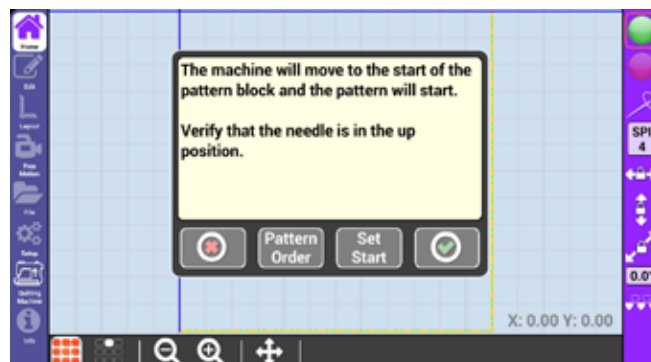 Home
The machine will move to the start of the
pattern block and the pattern will start.
Verify that the needle is in the up
position.
Pattern
Order
Set
Start
Edit
Layout
Free
Motion
File
Setup
Quilting
Machine
Info
SPI
4
0.0
X: 0.00 Y: 0.00